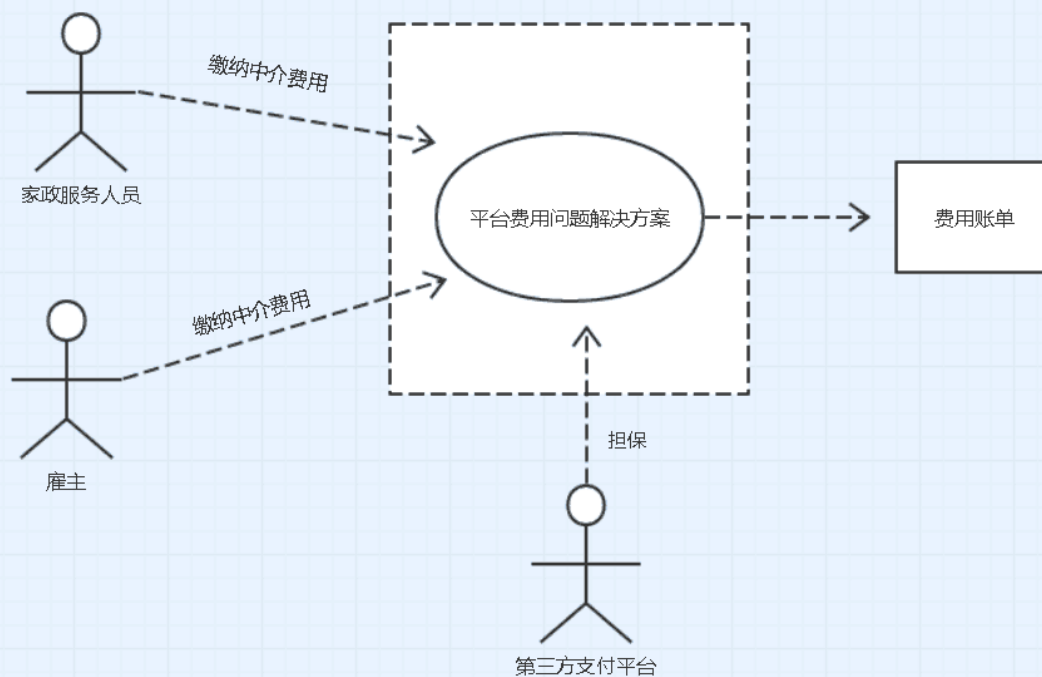 缴纳中介费用
家政服务人员
平台费用问题解决方案
费用账单
缴纳中介费用
雇主
担保
第三方支付平台